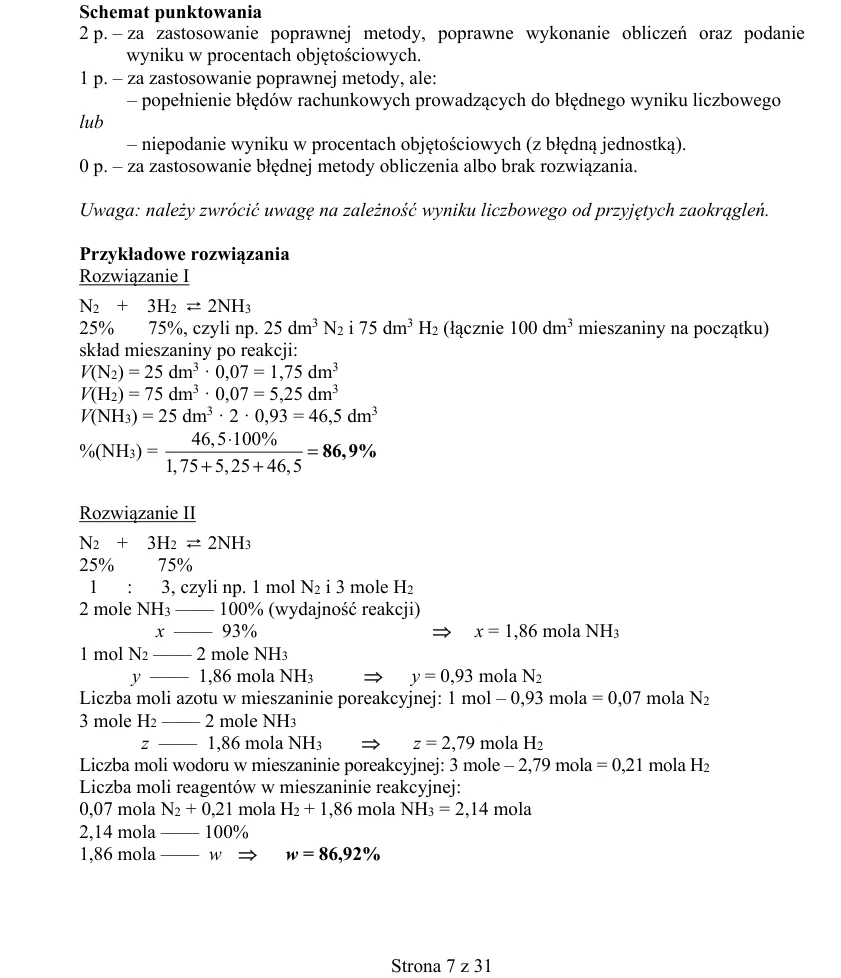 Schemat punktowania
2 p. – za zastosowanie poprawnej metody, poprawne wykonanie obliczeń oraz podanie
wyniku w procentach objętościowych.
1 p. – za zastosowanie poprawnej metody, ale:
– popełnienie błędów rachunkowych prowadzących do błędnego wyniku liczbowego
lub
– niepodanie wyniku w procentach objętościowych (z błędną jednostką).
0 p. – za zastosowanie błędnej metody obliczenia albo brak rozwiązania.
Uwaga: należy zwrócić uwagę na zależność wyniku liczbowego od przyjętych zaokrągleń.
Przykładowe rozwiązania
Rozwiązanie I
N₂ + 3H₂ ⇄ 2NH₃
25% 75%, czyli np. 25 dm³ N₂ i 75 dm³ H₂ (łącznie 100 dm³ mieszaniny na początku)
skład mieszaniny po reakcji:
V(N₂) = 25 dm³ · 0,07 = 1,75 dm³
V(H₂) = 75 dm³ · 0,07 = 5,25 dm³
V(NH₃) = 25 dm³ · 2 · 0,93 = 46,5 dm³
%(NH₃) = 46,5·100% / 1,75+5,25+46,5 = 86,9%
Rozwiązanie II
N₂ + 3H₂ ⇄ 2NH₃
25% 75%
1 : 3, czyli np. 1 mol N₂ i 3 mole H₂
2 mole NH₃ —— 100% (wydajność reakcji)
x —— 93% ⇒ x = 1,86 mola NH₃
1 mol N₂ —— 2 mole NH₃
y —— 1,86 mola NH₃ ⇒ y = 0,93 mola N₂
Liczba moli azotu w mieszaninie poreakcyjnej: 1 mol – 0,93 mola = 0,07 mola N₂
3 mole H₂ —— 2 mole NH₃
z —— 1,86 mola NH₃ ⇒ z = 2,79 mola H₂
Liczba moli wodoru w mieszaninie poreakcyjnej: 3 mole – 2,79 mola = 0,21 mola H₂
Liczba moli reagentów w mieszaninie reakcyjnej:
0,07 mola N₂ + 0,21 mola H₂ + 1,86 mola NH₃ = 2,14 mola
2,14 mola —— 100%
1,86 mola —— w ⇒ w = 86,92%
Strona 7 z 31